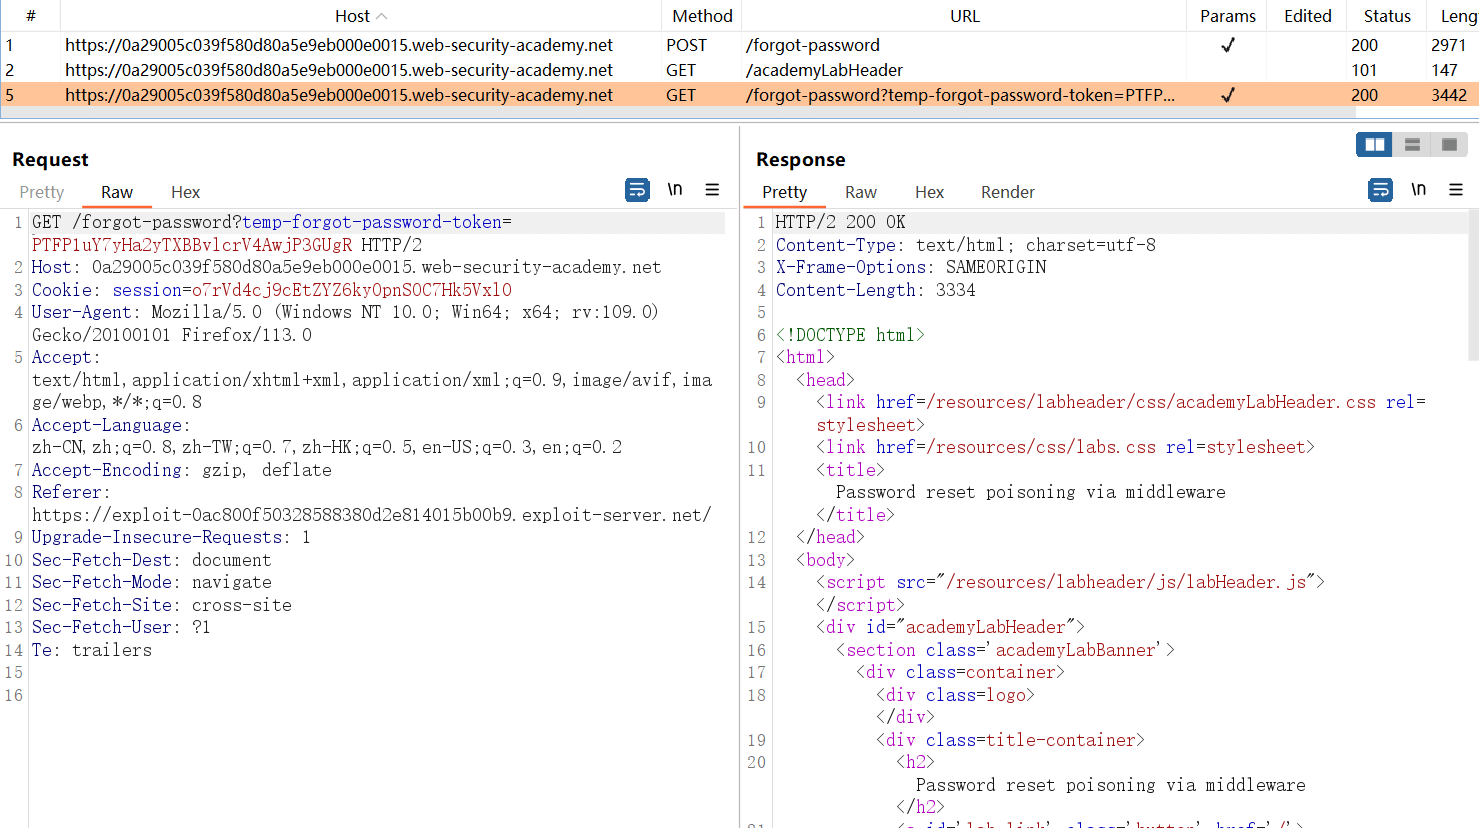 # Host Method URL Params Edited Status Leng
1 https://0a29005c039f580d80a5e9eb000e0015.web-security-academy.net POST /forgot-password ✓ 200 2971
2 https://0a29005c039f580d80a5e9eb000e0015.web-security-academy.net GET /academyLabHeader 101 147
5 https://0a29005c039f580d80a5e9eb000e0015.web-security-academy.net GET /forgot-password?temp-forgot-password-token=PTFP... ✓ 200 3442
Request
Pretty Raw Hex
\n
1 GET /forgot-password?temp-forgot-password-token=
PTFP1uY7yHa2yTXBBvlcrV4AwjP3GUgR HTTP/2
2 Host: 0a29005c039f580d80a5e9eb000e0015.web-security-academy.net
3 Cookie: session=o7rVd4cj9cEtZYZ6ky0pnSOC7Hk5Vxl0
4 User-Agent: Mozilla/5.0 (Windows NT 10.0; Win64; x64; rv:109.0)
Gecko/20100101 Firefox/113.0
5 Accept:
text/html,application/xhtml+xml,application/xml;q=0.9,image/avif,ima
ge/webp,*/*;q=0.8
6 Accept-Language:
zh-CN,zh;q=0.8,zh-TW;q=0.7,zh-HK;q=0.5,en-US;q=0.3,en;q=0.2
7 Accept-Encoding: gzip, deflate
8 Referer:
https://exploit-0ac800f50328588380d2e814015b00b9.exploit-server.net/
9 Upgrade-Insecure-Requests: 1
10 Sec-Fetch-Dest: document
11 Sec-Fetch-Mode: navigate
12 Sec-Fetch-Site: cross-site
13 Sec-Fetch-User: ?1
14 Te: trailers
15
16
Response
Pretty Raw Hex Render
\n
1 HTTP/2 200 OK
2 Content-Type: text/html; charset=utf-8
3 X-Frame-Options: SAMEORIGIN
4 Content-Length: 3334
5
6 <!DOCTYPE html>
7 <html>
8 <head>
9 <link href=/resources/labheader/css/academyLabHeader.css rel=
stylesheet>
10 <link href=/resources/css/labs.css rel=stylesheet>
11 <title>
Password reset poisoning via middleware
</title>
12 </head>
13 <body>
14 <script src="/resources/labheader/js/labHeader.js">
</script>
15 <div id="academyLabHeader">
16 <section class='academyLabBanner'>
17 <div class=container>
18 <div class=logo>
</div>
19 <div class=title-container>
20 <h2>
Password reset poisoning via middleware
</h2>
21 <a id='lab-link' class='button' href='/'>